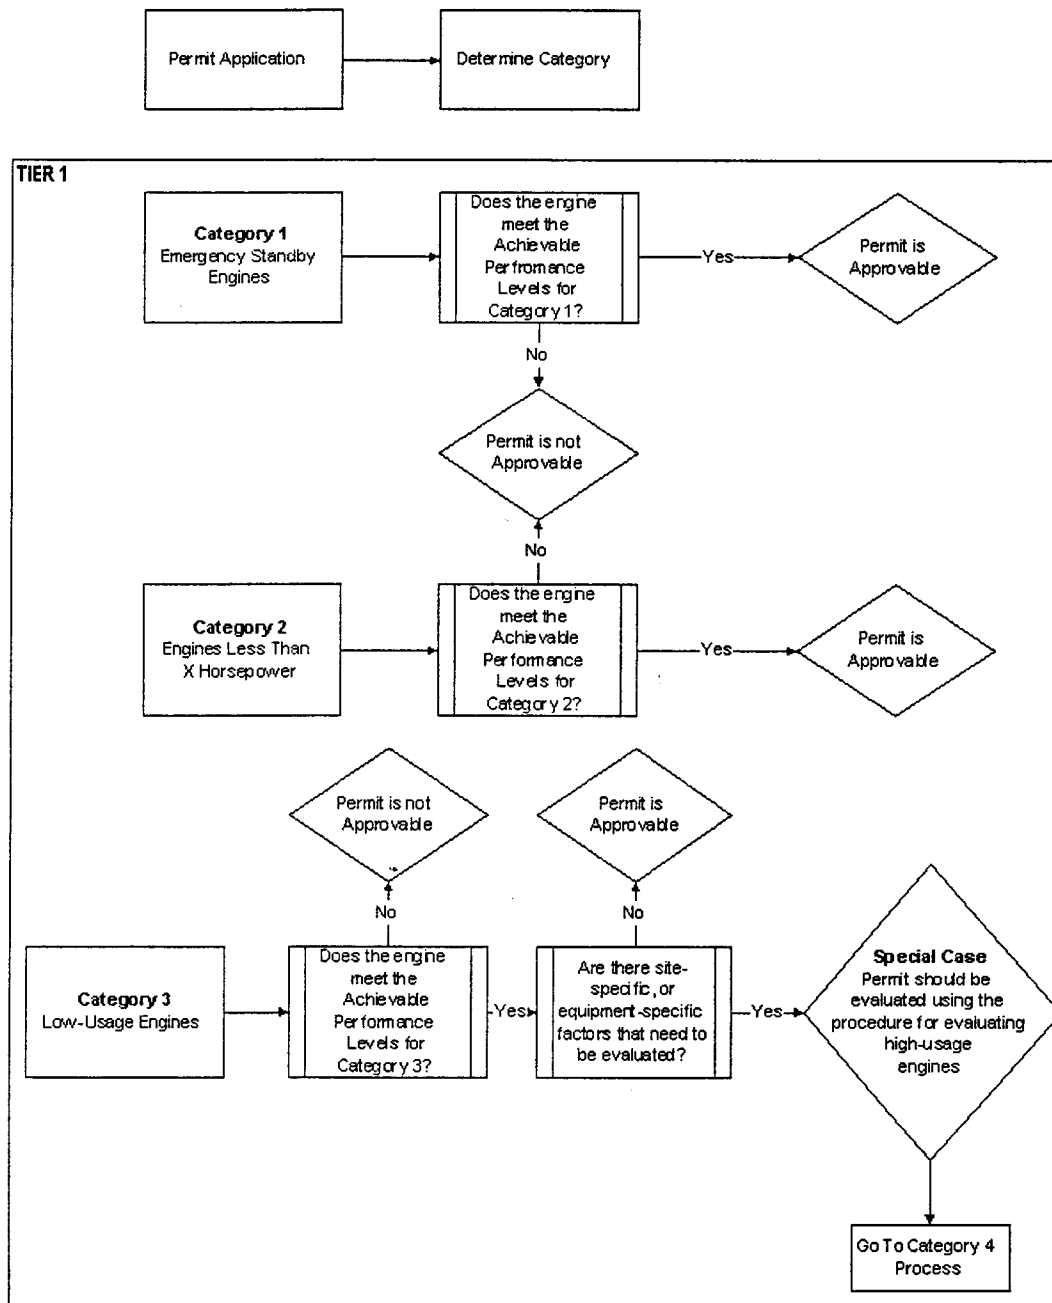 Permit Application
Determine Category
TIER 1
Category 1
Emergency Standby
Engines
Does the engine
meet the
Achievable
Perfromance
Levels for
Category 1?
Yes
Permit is
Approvable
No
Permit is not
Approvable
No
Category 2
Engines Less Than
X Horsepower
Does the engine
meet the
Achievable
Performance
Levels for
Category 2?
Yes
Permit is
Approvable
Permit is not
Approvable
Permit is
Approvable
No
No
Category 3
Low-Usage Engines
Does the engine
meet the
Achievable
Performance
Levels for
Category 3?
Yes
Are there site-
specific, or
equipment-specific
factors that need to
be evaluated?
Yes
Special Case
Permit should be
evaluated using the
procedure for evaluating
high-usage
engines
Go To Category 4
Process